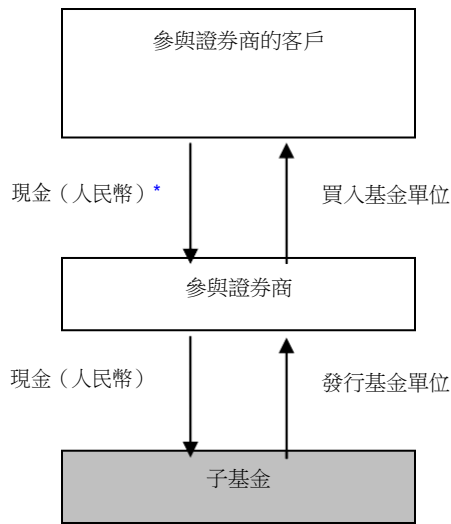 參與證券商的客戶
現金（人民幣）*
買入基金單位
參與證券商
現金（人民幣）
發行基金單位
子基金